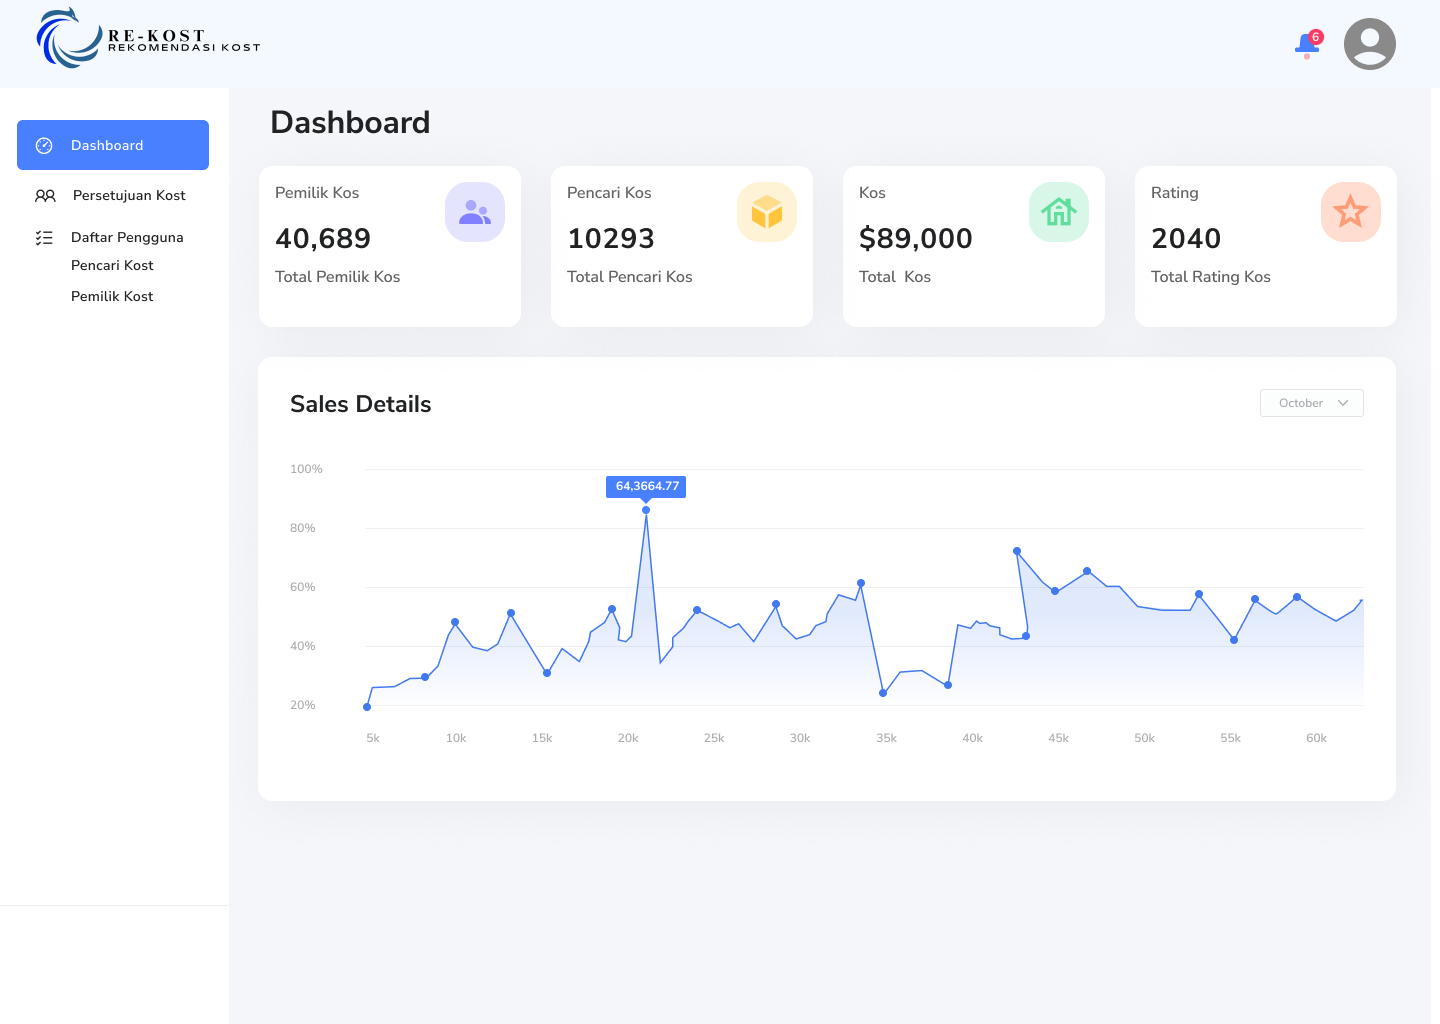 RE-KOST
REKOMENDASI KOST
6
Dashboard
Persetujuan Kost
Daftar Pengguna
Pencari Kost
Pemilik Kost
Dashboard
Pemilik Kos
40,689
Total Pemilik Kos
Pencari Kos
10293
Total Pencari Kos
Kos
$89,000
Total  Kos
Rating
2040
Total Rating Kos
Sales Details
October
100%
80%
60%
40%
20%
64,3664.77
5k 10k 15k 20k 25k 30k 35k 40k 45k 50k 55k 60k